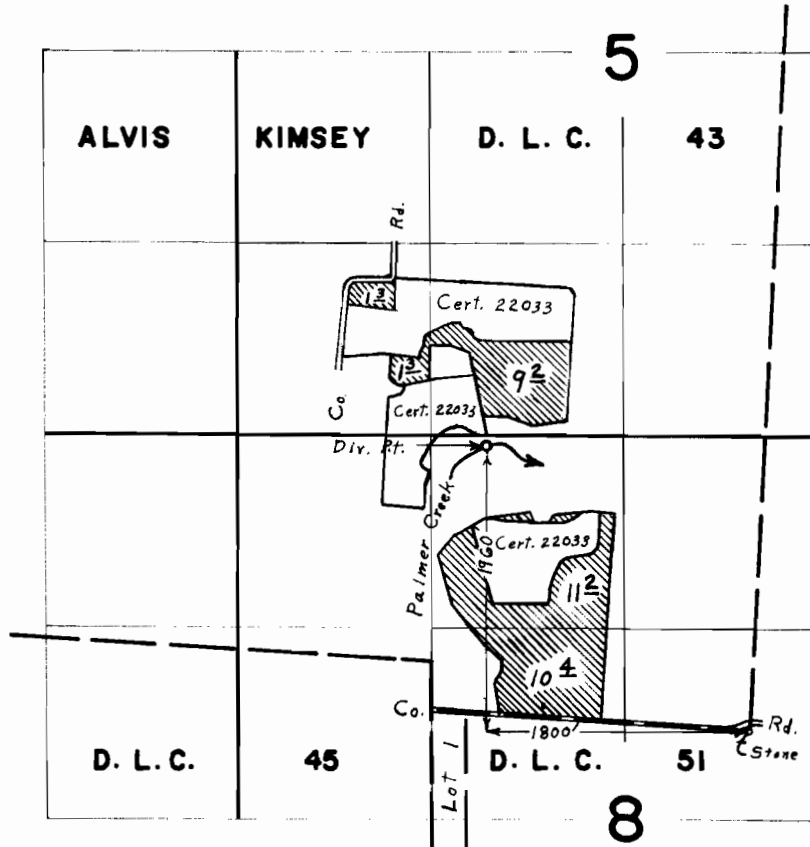 5
ALVIS KIMSEY D. L. C. 43
Rd.
1 3
Cert. 22033
1 3
9 2
Co.
Cert. 22033
Div. Pt.
Palmer Creek
1960
Cert. 22033
11 2
10 4
Co.
1800'
Rd.
℄ Stone
D. L. C. 45 Lot 1 D. L. C. 51
8